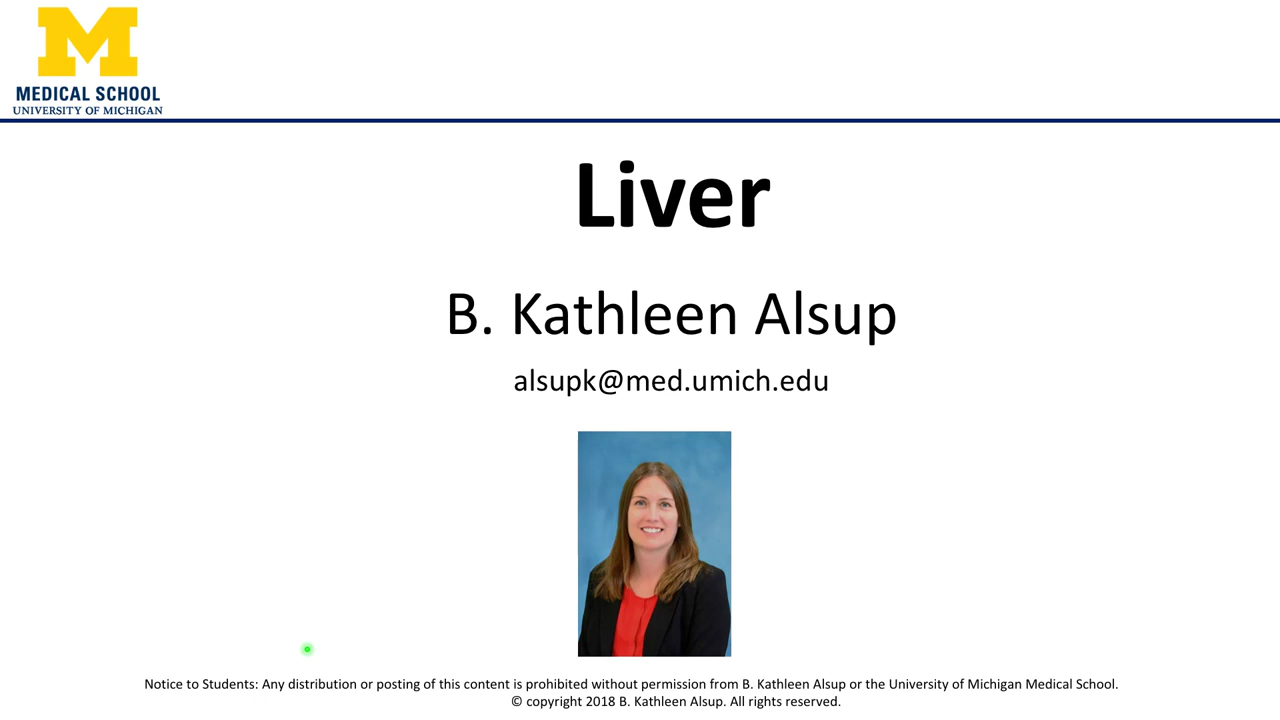 M
MEDICAL SCHOOL
UNIVERSITY OF MICHIGAN
Liver
B. Kathleen Alsup
alsupk@med.umich.edu
Notice to Students: Any distribution or posting of this content is prohibited without permission from B. Kathleen Alsup or the University of Michigan Medical School.
© copyright 2018 B. Kathleen Alsup. All rights reserved.